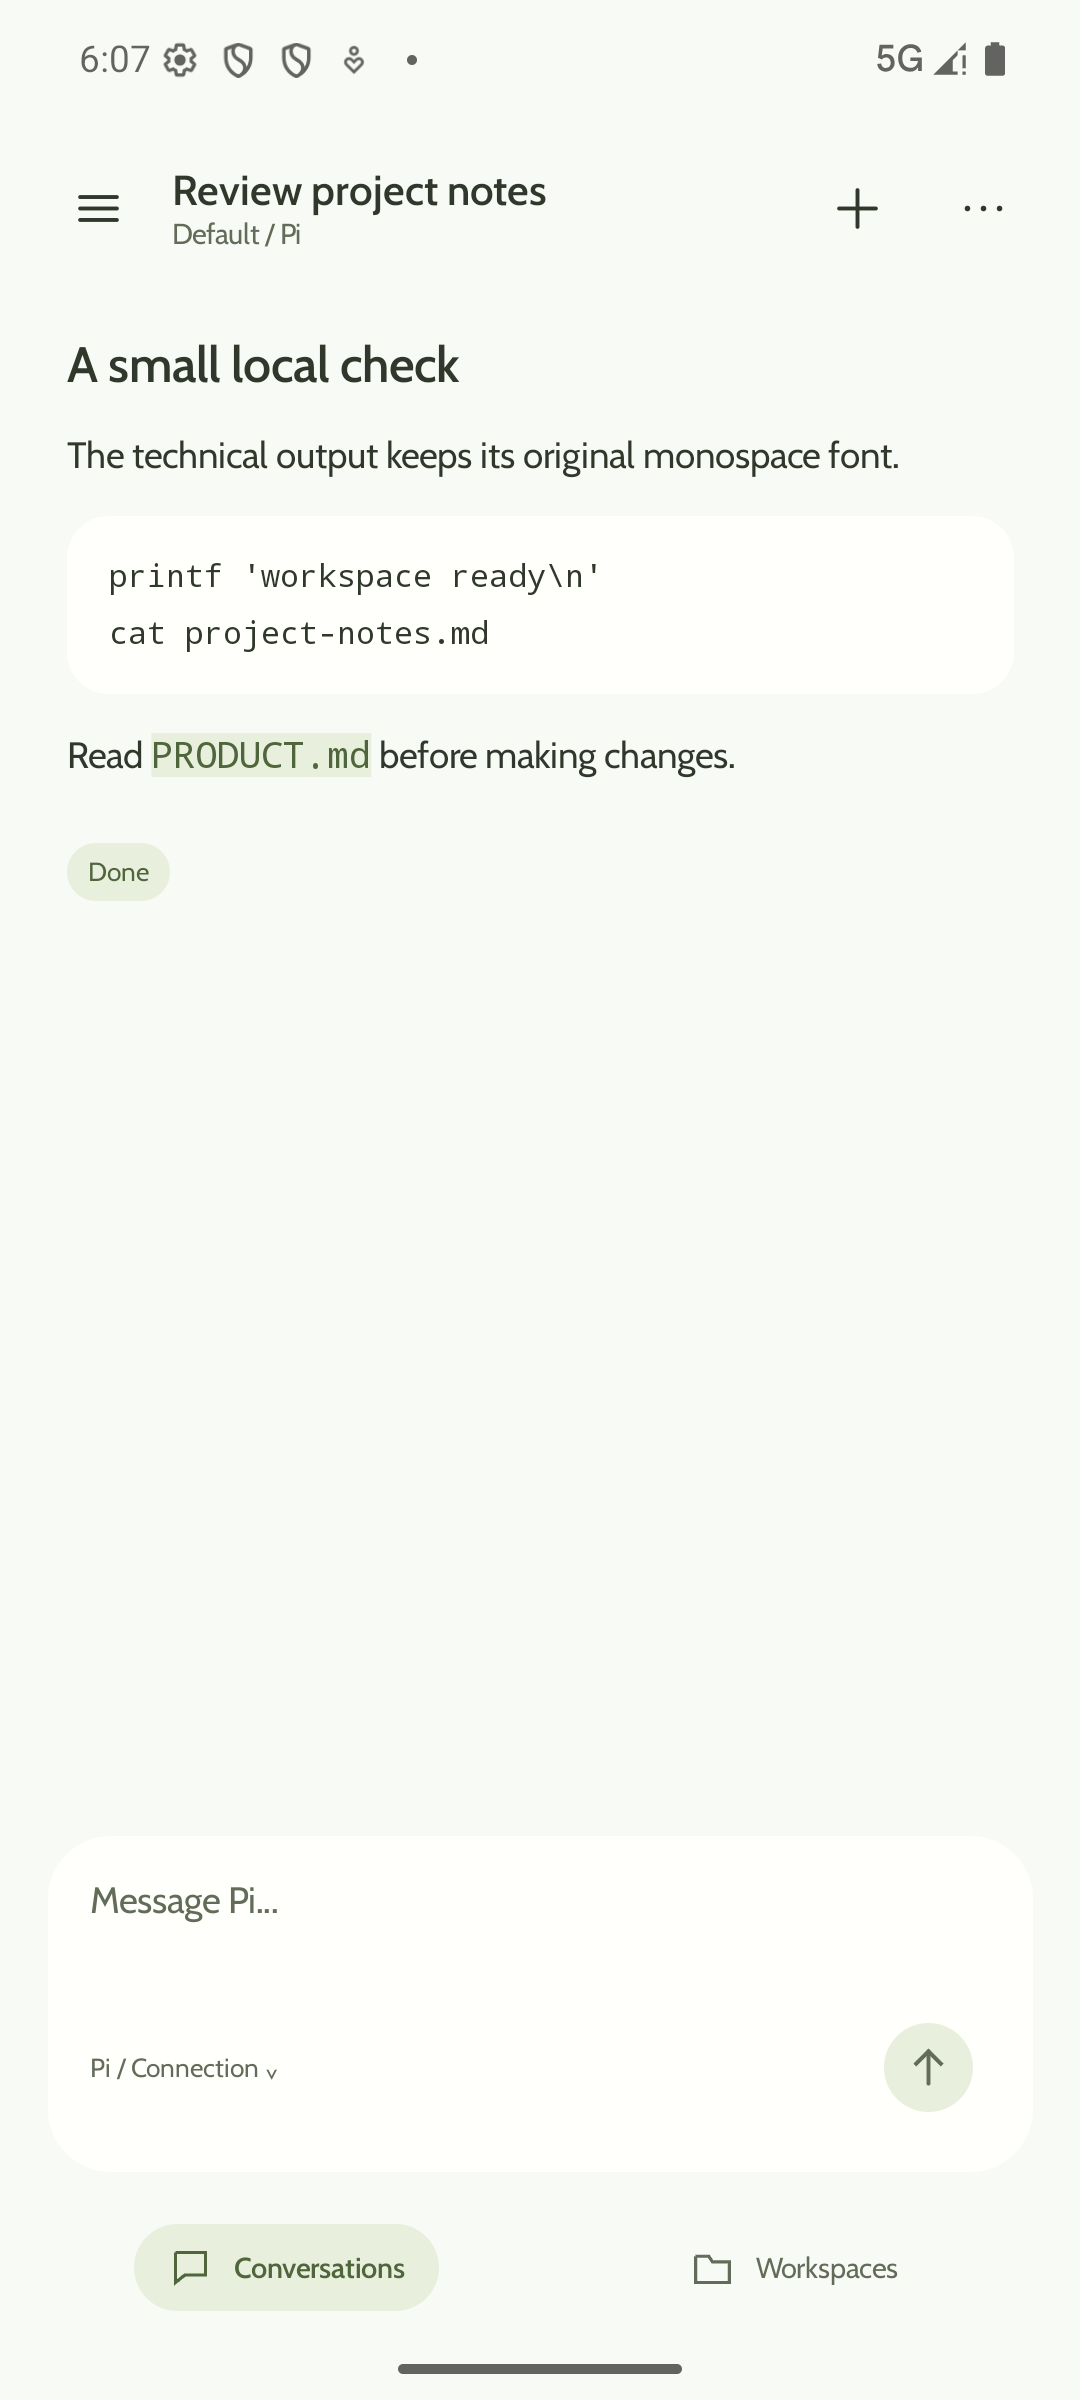 6:07
5G
Review project notes
Default / Pi
A small local check
The technical output keeps its original monospace font.
printf 'workspace ready\n'
cat project-notes.md
Read PRODUCT.md before making changes.
Done
Message Pi...
Pi / Connection v
Conversations
Workspaces